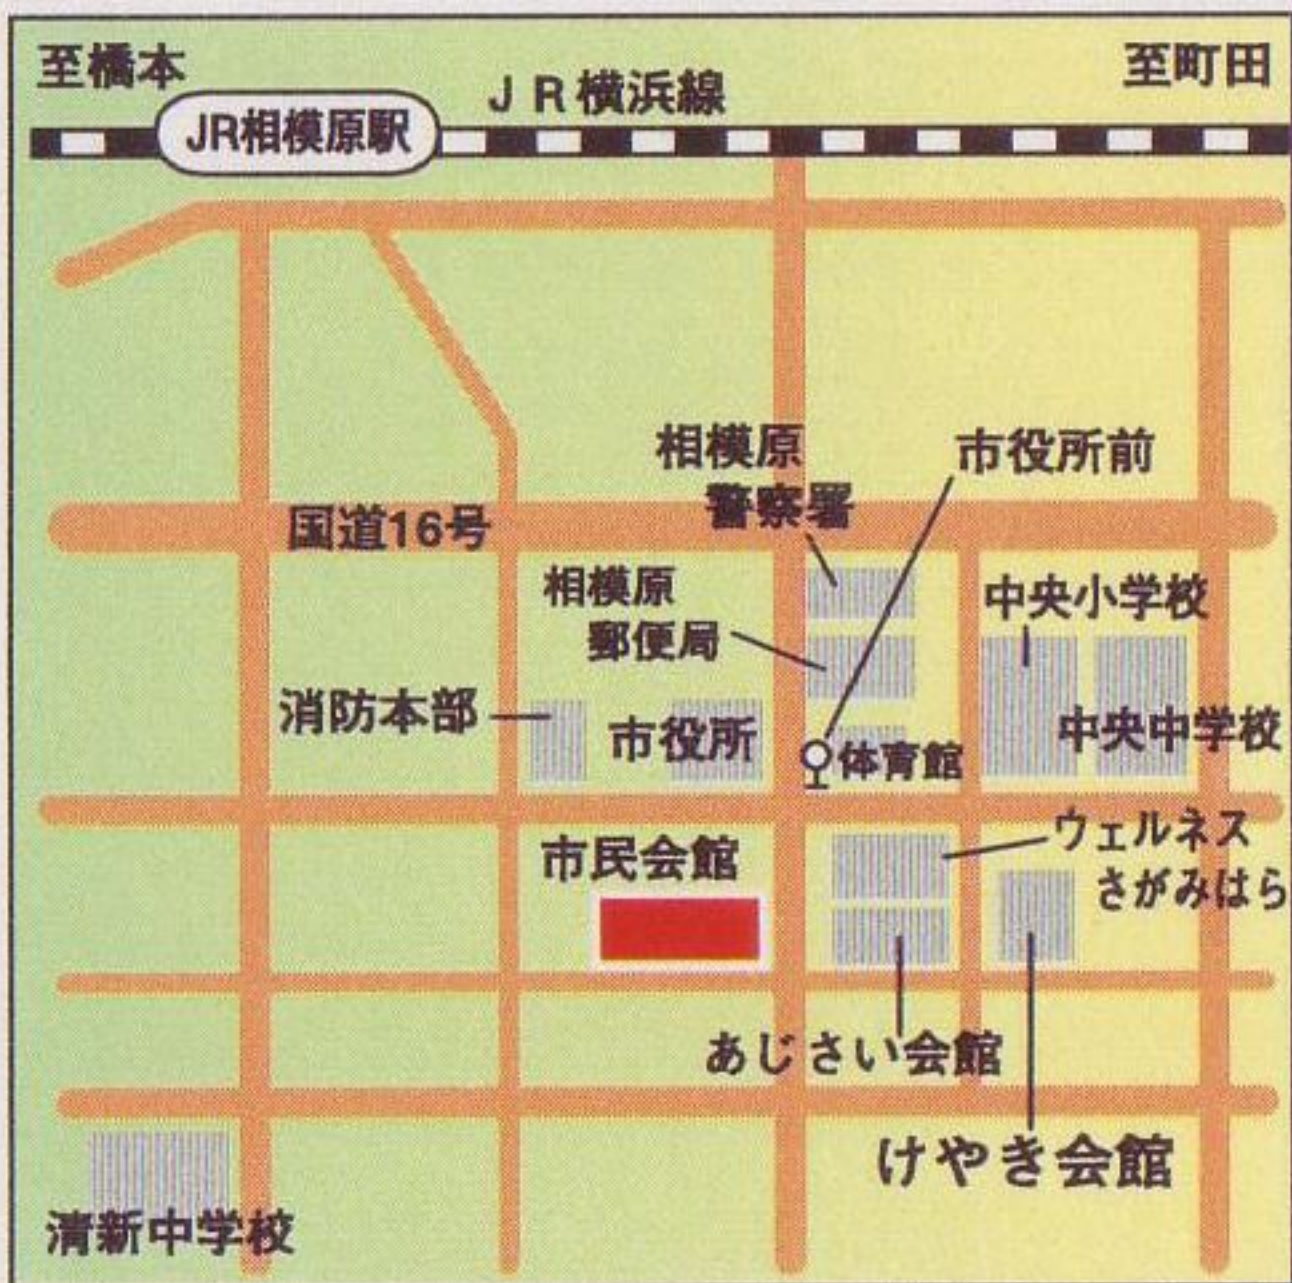 至橋本
至町田
JR横浜線
JR相模原駅
相模原
警察署
市役所前
国道16号
相模原
郵便局
中央小学校
消防本部
市役所
体育館
中央中学校
市民会館
ウェルネス
さがみはら
あじさい会館
けやき会館
清新中学校